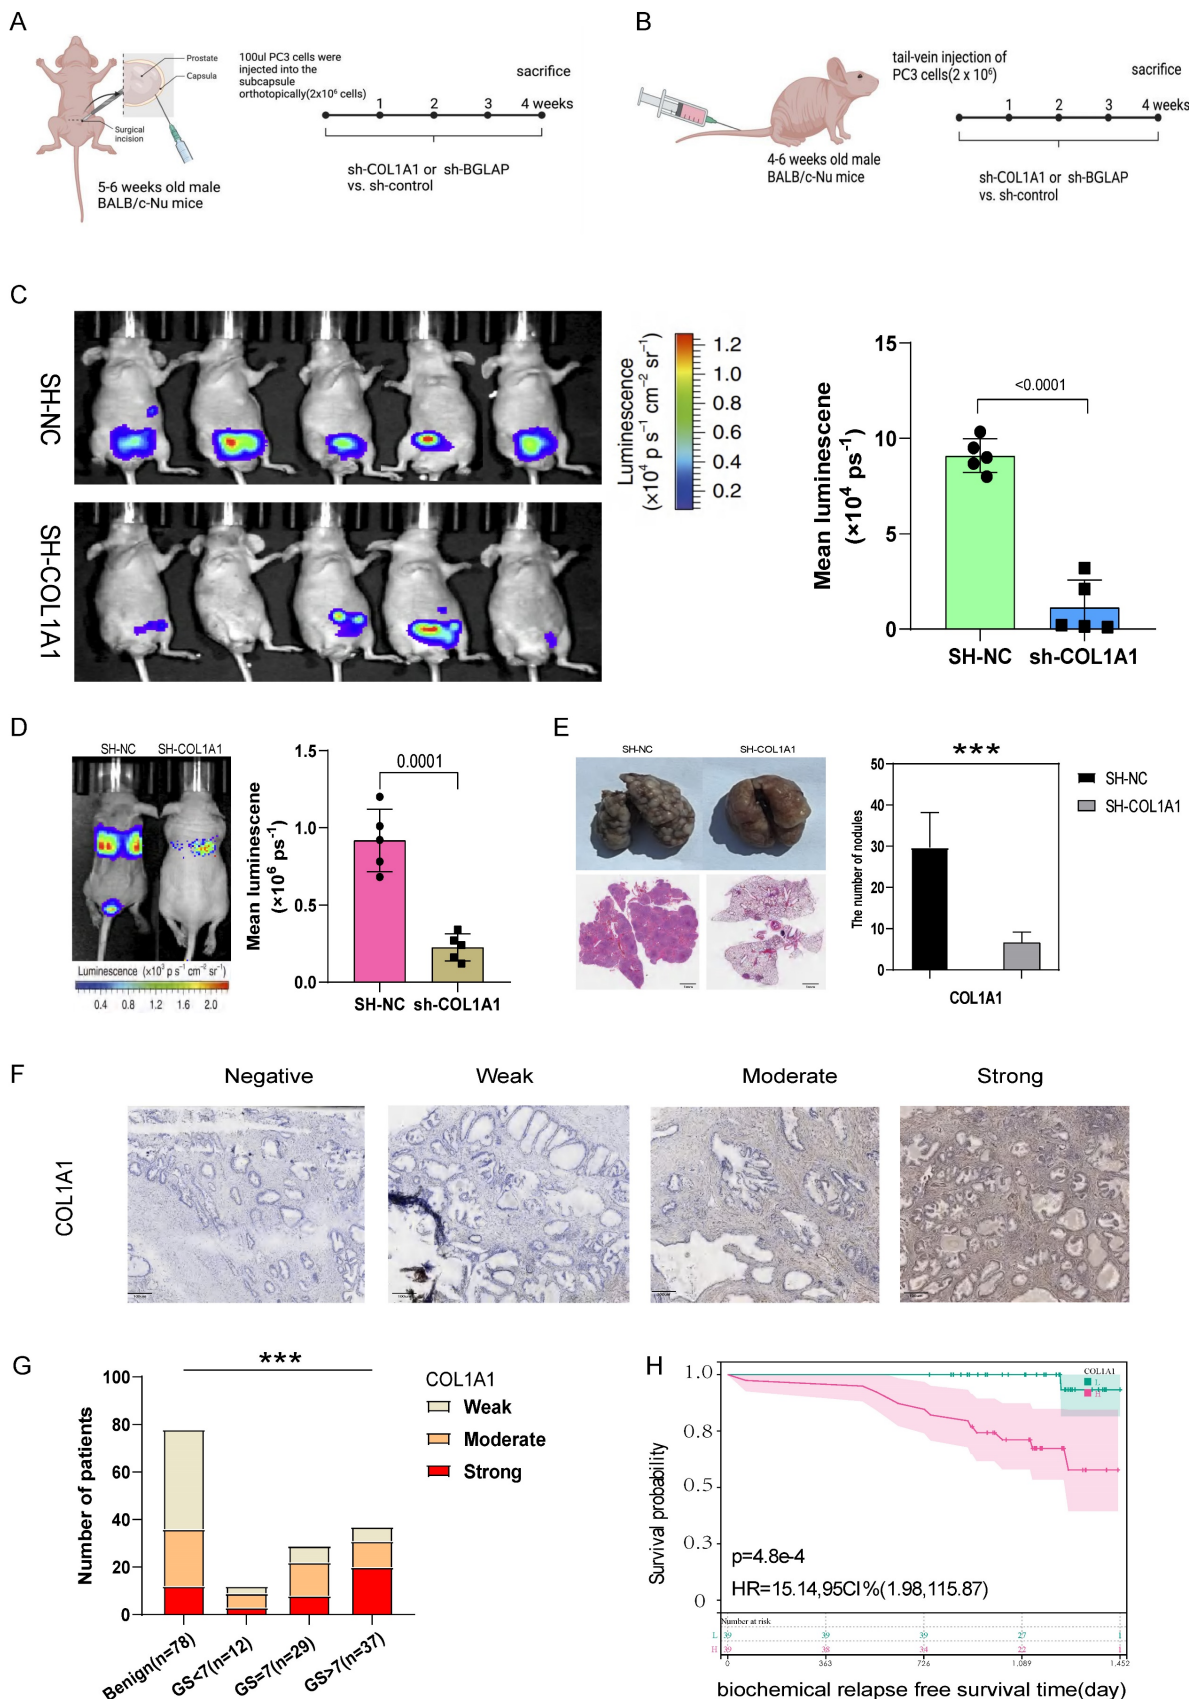 A
Prostate
Capsula
Surgical
incision
5-6 weeks old male
BALB/c-Nu mice
100ul PC3 cells were
injected into the
subcapsule
orthotopically(2x10⁶ cells)
sacrifice
1 2 3 4 weeks
sh-COL1A1 or sh-BGLAP
vs. sh-control
B
tail-vein injection of
PC3 cells(2 x 10⁶)
sacrifice
1 2 3 4 weeks
4-6 weeks old male
BALB/c-Nu mice
sh-COL1A1 or sh-BGLAP
vs. sh-control
C
SH-NC
SH-COL1A1
Luminescence
(×10⁴ p s⁻¹ cm⁻² sr⁻¹)
1.2
1.0
0.8
0.6
0.4
0.2
Mean luminescene
(×10⁴ ps⁻¹)
15
10
5
0
<0.0001
SH-NC sh-COL1A1
D
SH-NC SH-COL1A1
Luminescence (×10³ p s⁻¹ cm⁻² sr⁻¹)
0.4 0.8 1.2 1.6 2.0
Mean luminescene
(×10⁶ ps⁻¹)
1.5
1.0
0.5
0.0
0.0001
SH-NC sh-COL1A1
E
SH-NC SH-COL1A1
The number of nodules
50
40
30
20
10
0
***
COL1A1
SH-NC
SH-COL1A1
F
Negative Weak Moderate Strong
COL1A1
100um
G
Number of patients
100
80
60
40
20
0
***
COL1A1
Weak
Moderate
Strong
Benign(n=78)
GS<7(n=12)
GS=7(n=29)
GS>7(n=37)
H
Survival probability
1.0
0.8
0.5
0.3
0
COL1A1
L
H
p=4.8e-4
HR=15.14,95CI%(1.98,115.87)
Number at risk
L 39 39 39 27 1
H 39 38 34 22 1
0 363 726 1,089 1,452
biochemical relapse free survival time(day)